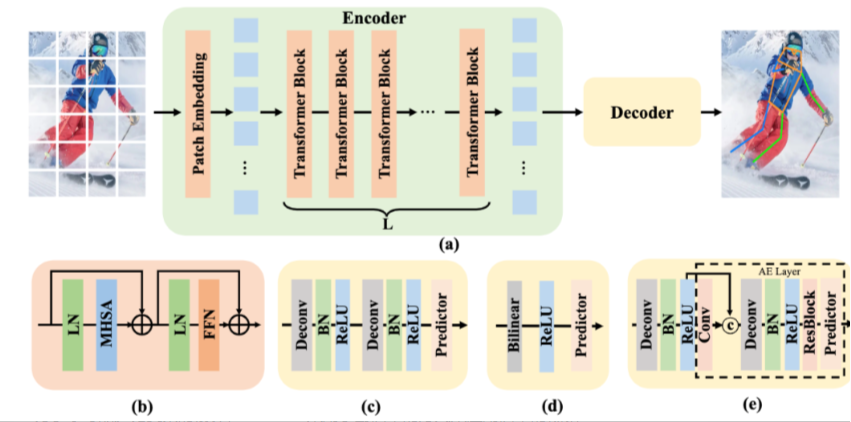 Encoder
Patch Embedding
Transformer Block
Transformer Block
Transformer Block
...
Transformer Block
Decoder
L
(a)
LN
MHSA
LN
FFN
(b)
Deconv
BN
ReLU
Deconv
BN
ReLU
Predictor
(c)
Bilinear
ReLU
Predictor
(d)
AE Layer
Deconv
BN
ReLU
Conv
c
Deconv
BN
ReLU
ResBlock
Predictor
(e)